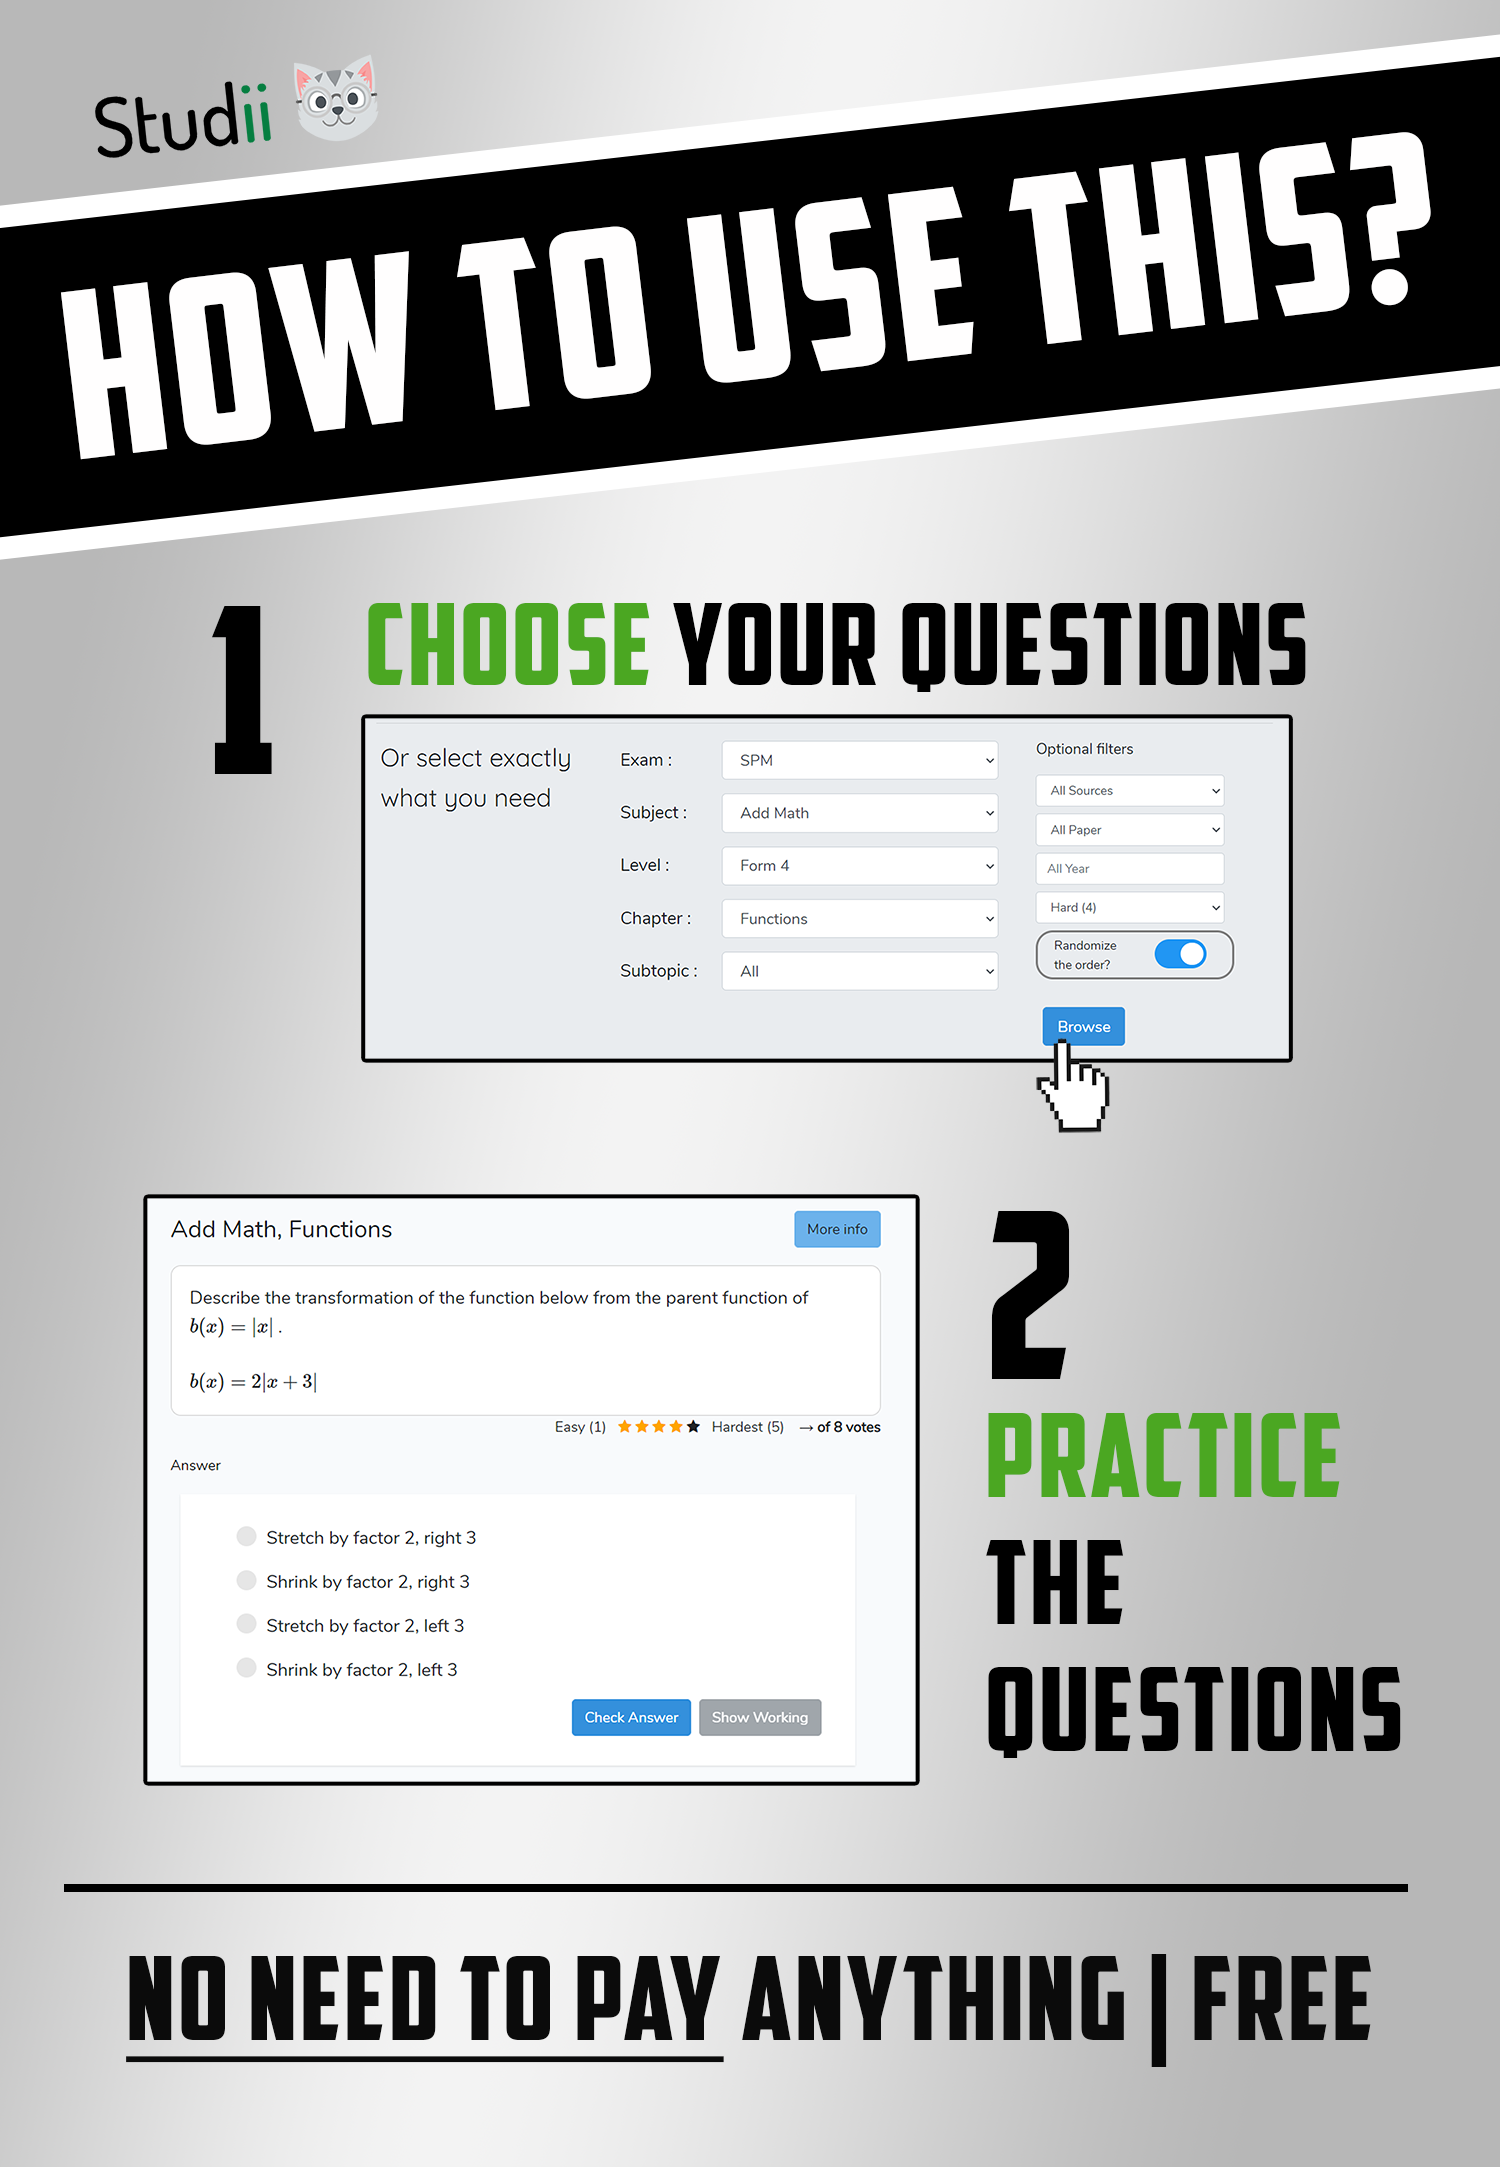 Studii
HOW TO USE THIS?
1
CHOOSE YOUR QUESTIONS
Or select exactly
what you need
Exam : SPM
Subject : Add Math
Level : Form 4
Chapter : Functions
Subtopic : All
Optional filters
All Sources
All Paper
All Year
Hard (4)
Randomize
the order?
Browse
Add Math, Functions
More info
Describe the transformation of the function below from the parent function of
b(x) = |x| .
b(x) = 2|x + 3|
Easy (1) ★★★★★ Hardest (5) → of 8 votes
Answer
Stretch by factor 2, right 3
Shrink by factor 2, right 3
Stretch by factor 2, left 3
Shrink by factor 2, left 3
Check Answer Show Working
2
PRACTICE
THE
QUESTIONS
NO NEED TO PAY ANYTHING | FREE